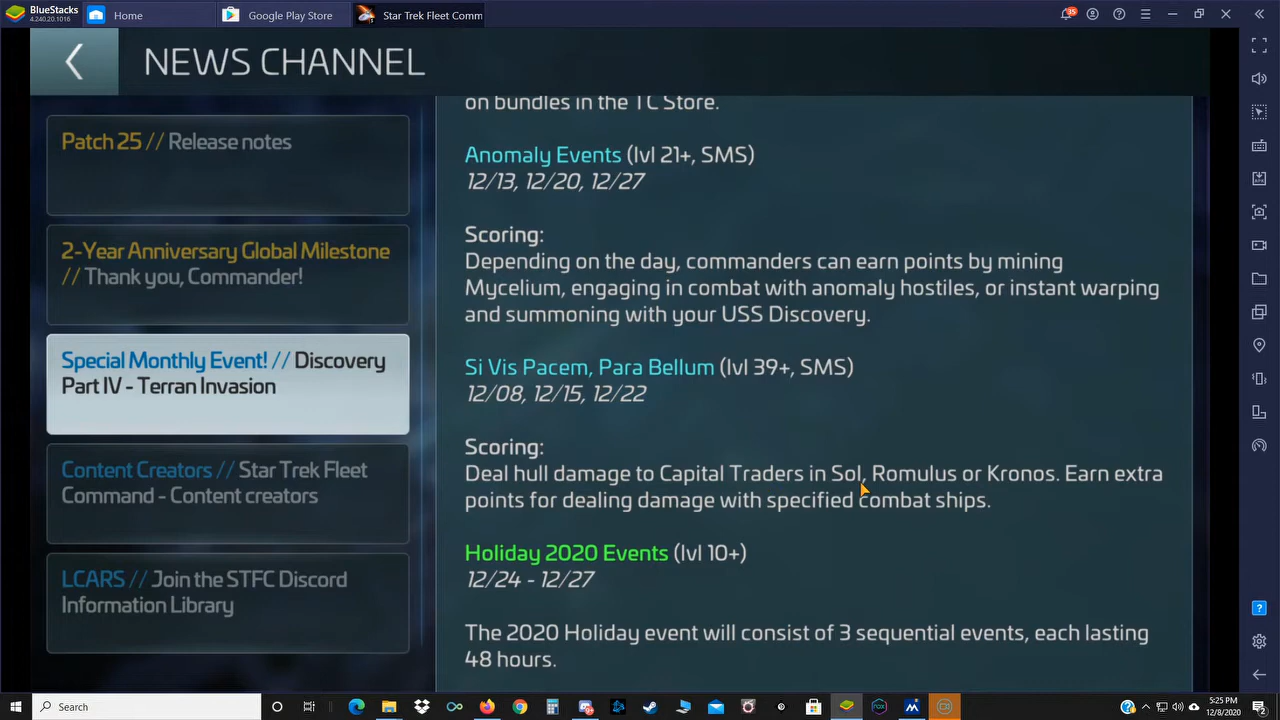 BlueStacks
4.240.20.1016
Home
Google Play Store
Star Trek Fleet Comm
35
NEWS CHANNEL
Patch 25 // Release notes
2-Year Anniversary Global Milestone
// Thank you, Commander!
Special Monthly Event! // Discovery
Part IV - Terran Invasion
Content Creators // Star Trek Fleet
Command - Content creators
LCARS // Join the STFC Discord
Information Library
on bundles in the TC Store.
Anomaly Events (lvl 21+, SMS)
12/13, 12/20, 12/27
Scoring:
Depending on the day, commanders can earn points by mining
Mycelium, engaging in combat with anomaly hostiles, or instant warping
and summoning with your USS Discovery.
Si Vis Pacem, Para Bellum (lvl 39+, SMS)
12/08, 12/15, 12/22
Scoring:
Deal hull damage to Capital Traders in Sol, Romulus or Kronos. Earn extra
points for dealing damage with specified combat ships.
Holiday 2020 Events (lvl 10+)
12/24 - 12/27
The 2020 Holiday event will consist of 3 sequential events, each lasting
48 hours.
Search
5:25 PM
12/8/2020